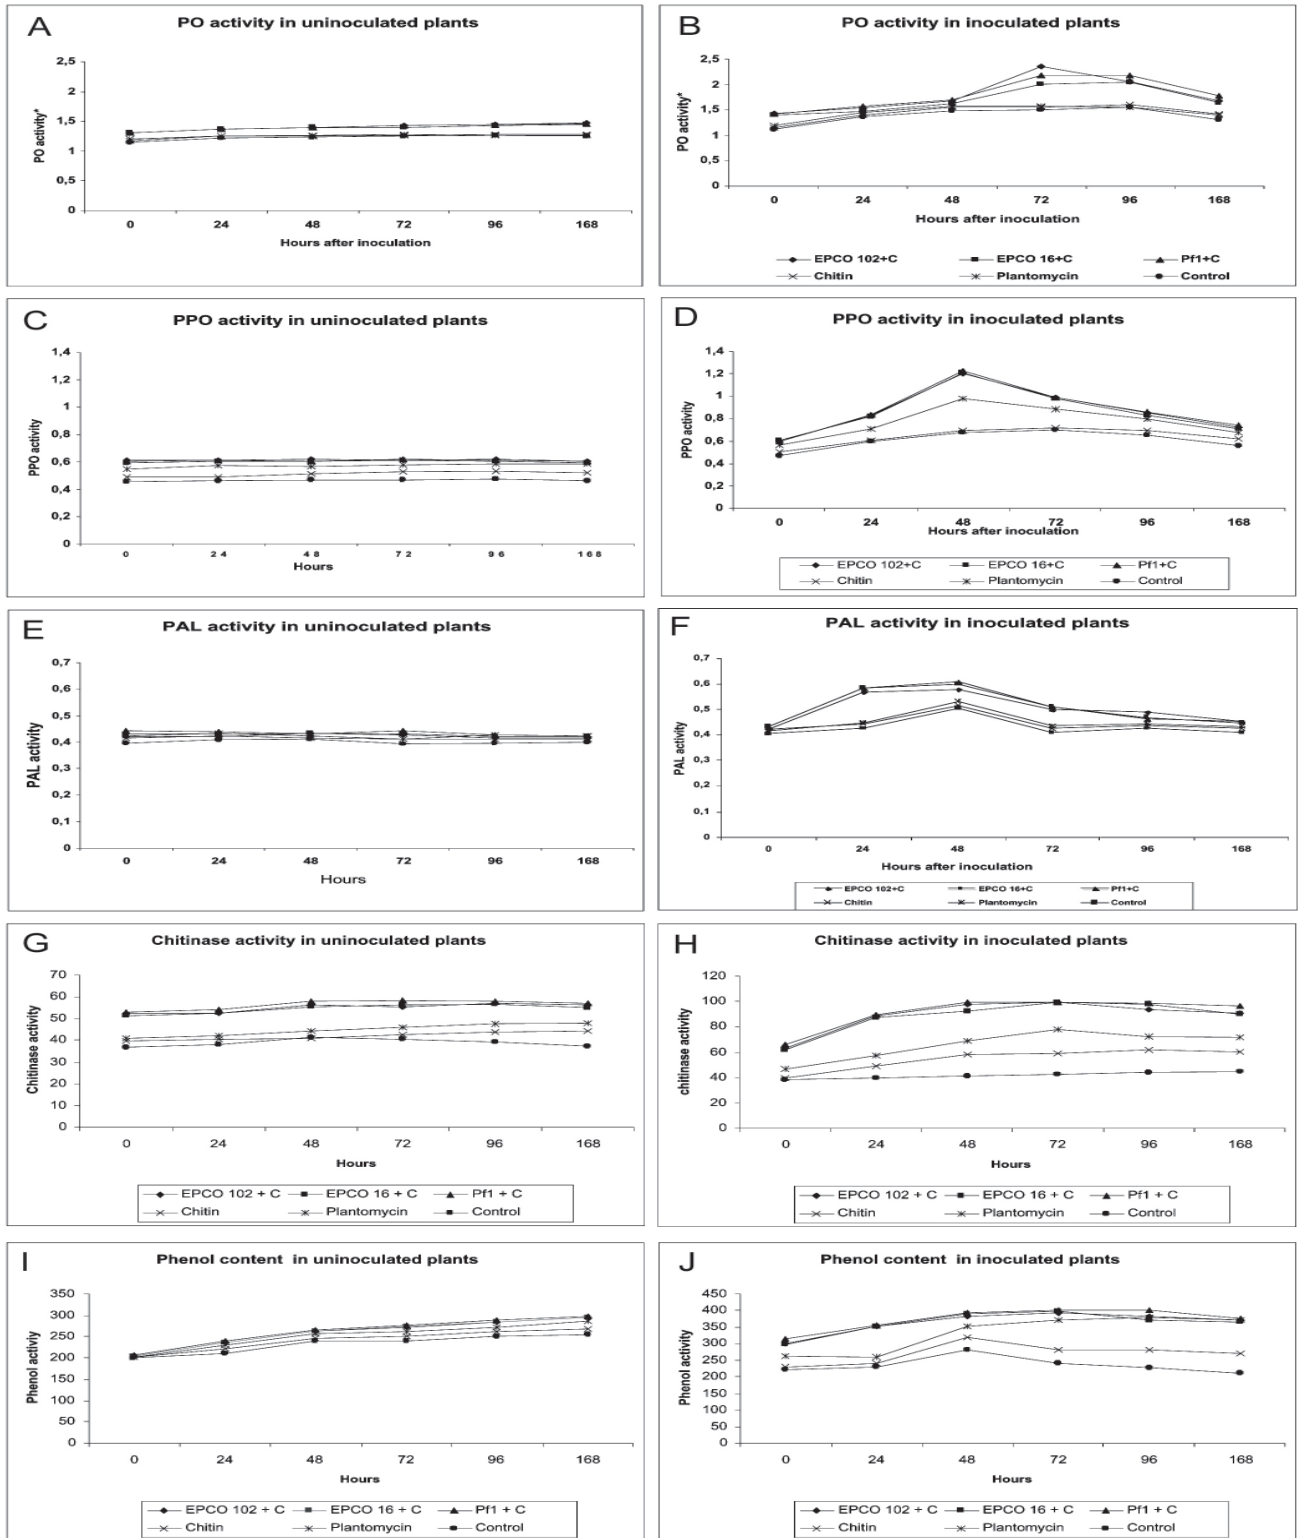 A
PO activity in uninoculated plants
2,5
2
1,5
1
0,5
0
PO activity*
0 24 48 72 96 168
Hours after inoculation
B
PO activity in inoculated plants
2,5
2
1,5
1
0,5
0
PO activity*
0 24 48 72 96 168
Hours after inoculation
EPCO 102+C EPCO 16+C Pf1+C
Chitin Plantomycin Control
C
PPO activity in uninoculated plants
1,4
1,2
1
0,8
0,6
0,4
0,2
0
PPO activity
0 24 48 72 96 168
Hours
D
PPO activity in inoculated plants
1,4
1,2
1
0,8
0,6
0,4
0,2
0
PPO activity
0 24 48 72 96 168
Hours after inoculation
EPCO 102+C EPCO 16+C Pf1+C
Chitin Plantomycin Control
E
PAL activity in uninoculated plants
0,7
0,6
0,5
0,4
0,3
0,2
0,1
0
PAL activity
0 24 48 72 96 168
Hours
F
PAL activity in inoculated plants
0,7
0,6
0,5
0,4
0,3
0,2
0,1
0
PAL activity
0 24 48 72 96 168
Hours after inoculation
EPCO 102+C EPCO 16+C Pf1+C
Chitin Plantomycin Control
G
Chitinase activity in uninoculated plants
70
60
50
40
30
20
10
0
Chitinase activity
0 24 48 72 96 168
Hours
EPCO 102 + C EPCO 16 + C Pf1 + C
Chitin Plantomycin Control
H
Chitinase activity in inoculated plants
120
100
80
60
40
20
0
chitinase activity
0 24 48 72 96 168
Hours
EPCO 102 + C EPCO 16 + C Pf1 + C
Chitin Plantomycin Control
I
Phenol content in uninoculated plants
350
300
250
200
150
100
50
0
Phenol activity
0 24 48 72 96 168
Hours
EPCO 102 + C EPCO 16 + C Pf1 + C
Chitin Plantomycin Control
J
Phenol content in inoculated plants
450
400
350
300
250
200
150
100
50
0
Phenol activity
0 24 48 72 96 168
Hours
EPCO 102 + C EPCO 16 + C Pf1 + C
Chitin Plantomycin Control